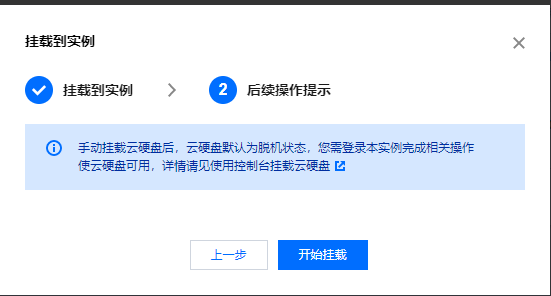 挂载到实例
挂载到实例
2 后续操作提示
手动挂载云硬盘后，云硬盘默认为脱机状态，您需登录本实例完成相关操作
使云硬盘可用，详情请见使用控制台挂载云硬盘
上一步
开始挂载